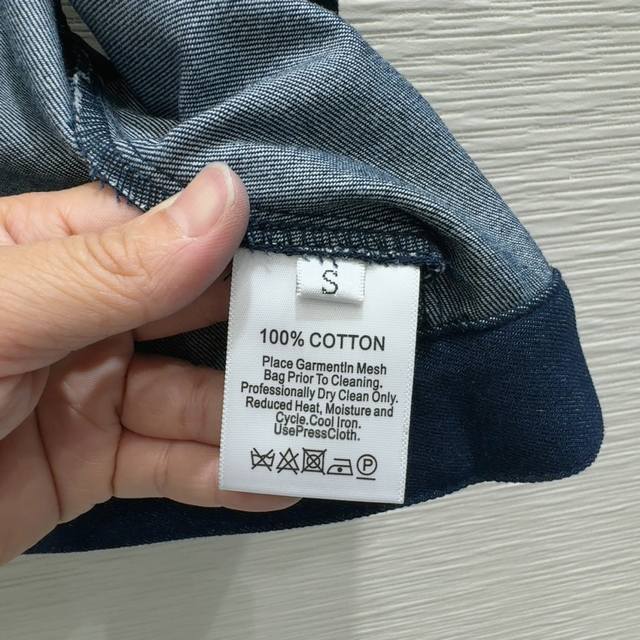 S
100% COTTON
Place GarmentIn Mesh
Bag Prior To Cleaning.
Professionally Dry Clean Only.
Reduced Heat, Moisture and
Cycle.Cool Iron.
UsePressCloth.
P